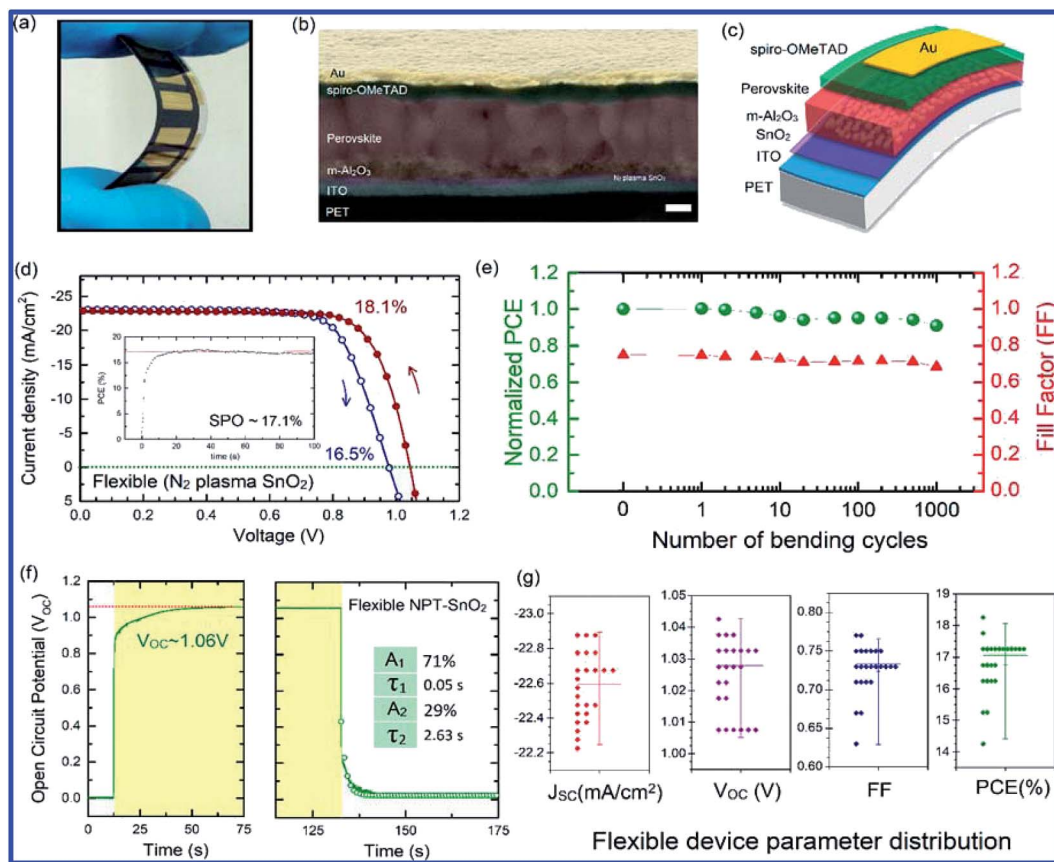 (a)
(b)
Au
spiro-OMeTAD
Perovskite
m-Al₂O₃
N₂ plasma SnO₂
ITO
PET
(c)
spiro-OMeTAD
Au
Perovskite
m-Al₂O₃
SnO₂
ITO
PET
(d)
Current density (mA/cm²)
-25
-20
-15
-10
-5
0
5
18.1%
16.5%
PCE (%)
20
15
10
5
0
SPO ~ 17.1%
0 20 40 60 80 100
time (s)
Flexible (N₂ plasma SnO₂)
0.0 0.2 0.4 0.6 0.8 1.0 1.2
Voltage (V)
(e)
Normalized PCE
1.2
1.0
0.8
0.6
0.4
0.2
0.0
Fill Factor (FF)
1.2
1.0
0.8
0.6
0.4
0.2
0.0
0 1 10 100 1000
Number of bending cycles
(f)
Open Circuit Potential (VOC)
1.2
1.0
0.8
0.6
0.4
0.2
0.0
VOC~1.06V
0 25 50 75
Time (s)
Flexible NPT-SnO₂
A₁ 71%
τ₁ 0.05 s
A₂ 29%
τ₂ 2.63 s
125 150 175
Time (s)
(g)
-23.0
-22.8
-22.6
-22.4
-22.2
JSC(mA/cm²)
1.05
1.04
1.03
1.02
1.01
1.00
VOC (V)
0.80
0.75
0.70
0.65
0.60
FF
19
18
17
16
15
14
13
PCE(%)
Flexible device parameter distribution